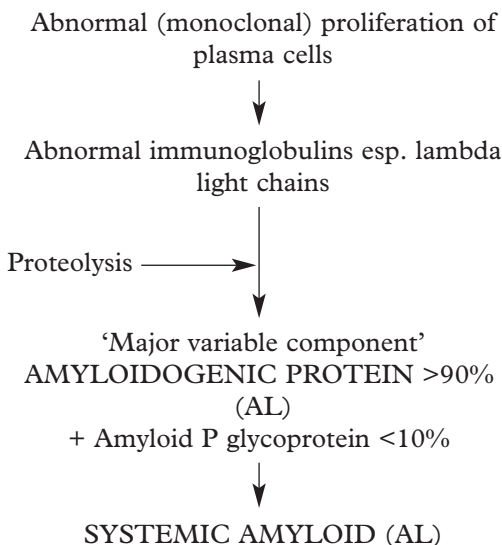 Abnormal (monoclonal) proliferation of
plasma cells
Abnormal immunoglobulins esp. lambda
light chains
Proteolysis
‘Major variable component’
AMYLOIDOGENIC PROTEIN >90%
(AL)
+ Amyloid P glycoprotein <10%
SYSTEMIC AMYLOID (AL)